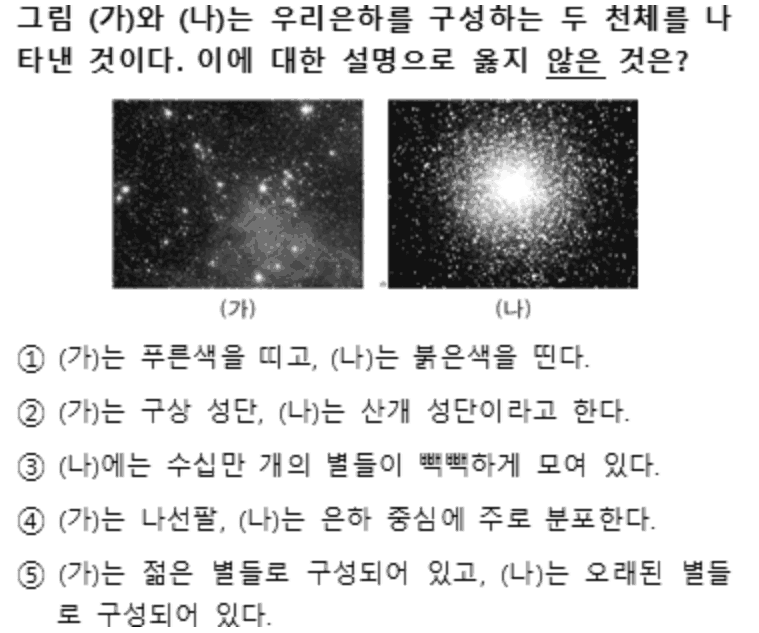 그림 (가)와 (나)는 우리은하를 구성하는 두 천체를 나
타낸 것이다. 이에 대한 설명으로 옳지 않은 것은?
(가) (나)
① (가)는 푸른색을 띠고, (나)는 붉은색을 띤다.
② (가)는 구상 성단, (나)는 산개 성단이라고 한다.
③ (나)에는 수십만 개의 별들이 빽빽하게 모여 있다.
④ (가)는 나선팔, (나)는 은하 중심에 주로 분포한다.
⑤ (가)는 젊은 별들로 구성되어 있고, (나)는 오래된 별들
로 구성되어 있다.